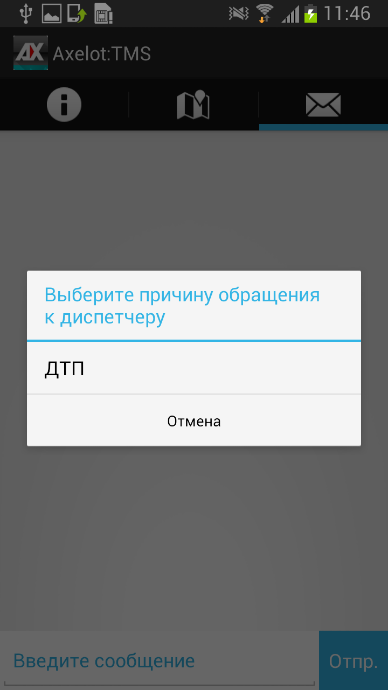 11:46
AX Axelot:TMS
Выберите причину обращения
к диспетчеру
ДТП
Отмена
Введите сообщение
Отпр.